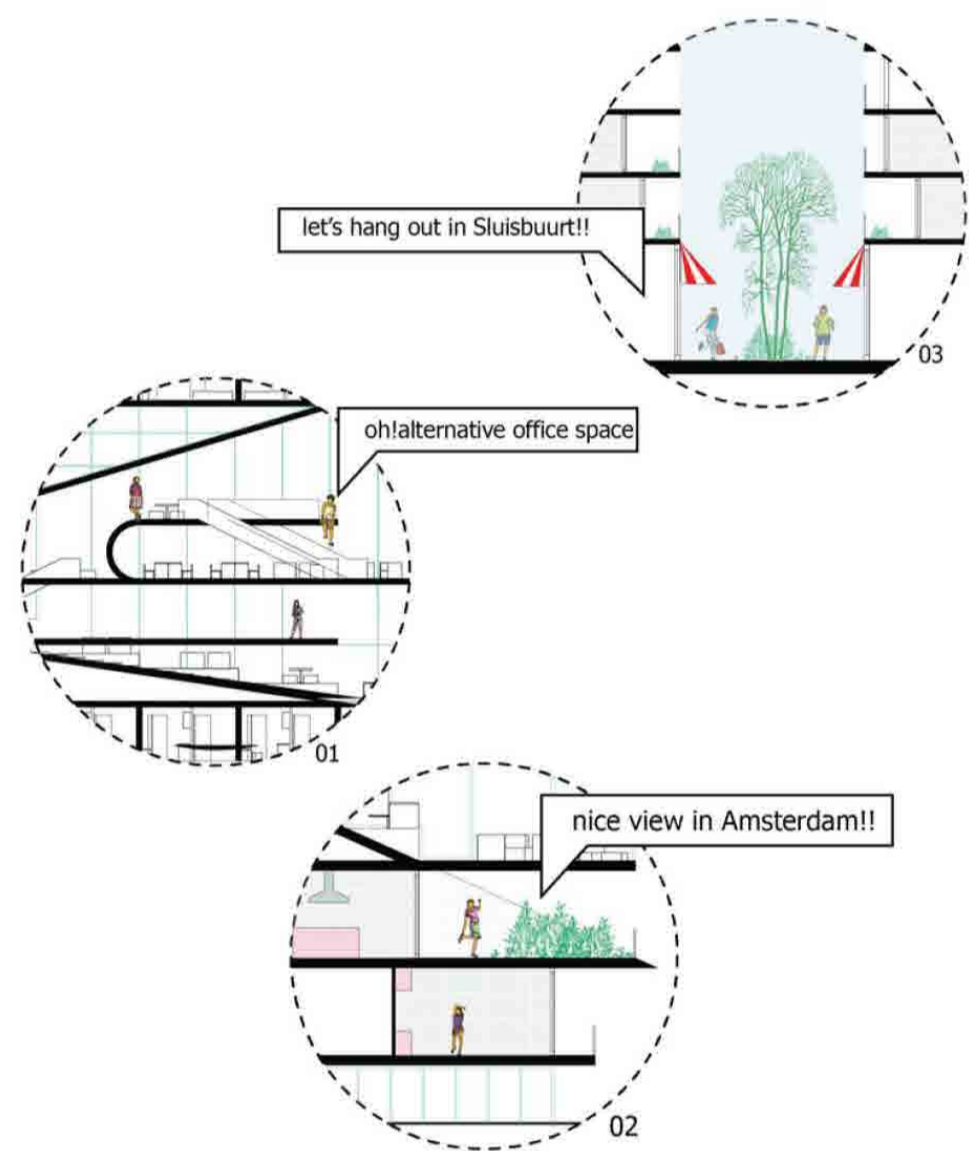 let's hang out in Sluisbuurt!!
03
oh!alternative office space
01
nice view in Amsterdam!!
02